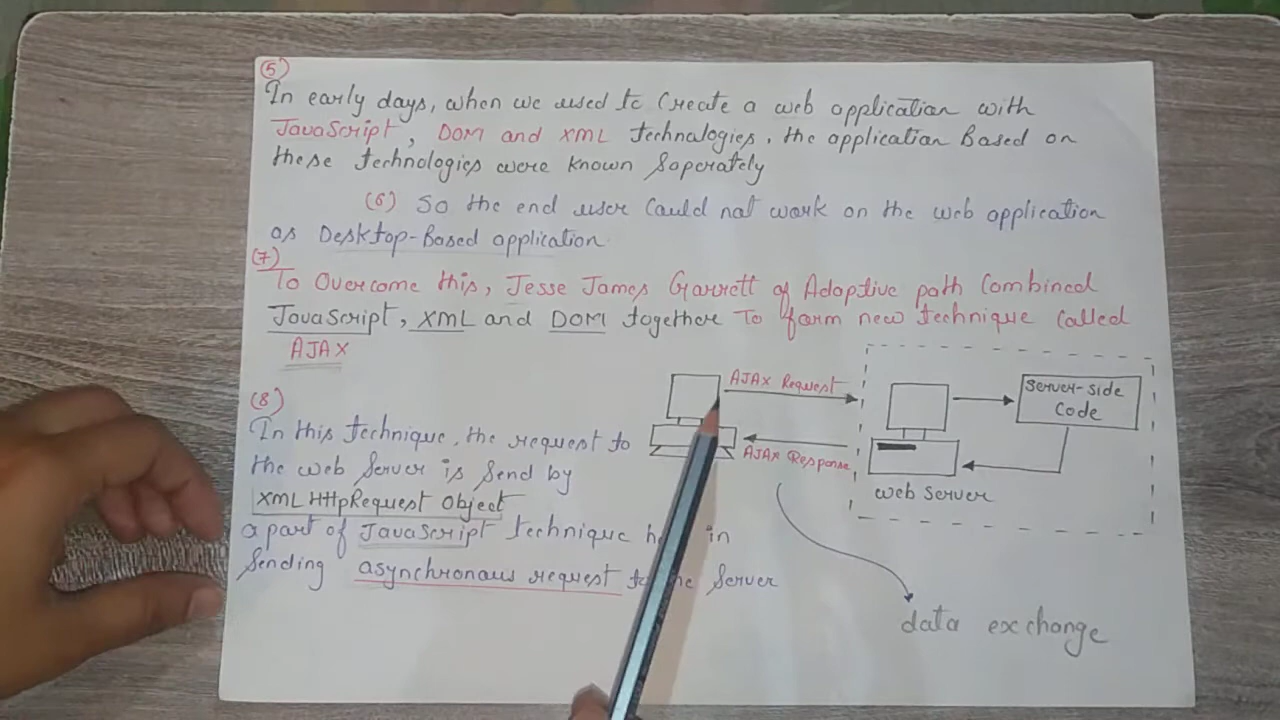 (5)
In early days, when we used to Create a web application with
JavaScript, DOM and XML technologies, the application Based on
these technologies were known Saperately
(6) So the end user Could not work on the web application
as Desktop-Based application.
(7)
To Overcome this, Jesse James Garrett of Adaptive path Combined
JavaScript, XML and DOM together To form new technique called
AJAX
(8)
In this technique, the request to
the web Server is Send by
XMLHttpRequest Object
a part of JavaScript technique in
Sending asynchronous request to the Server
AJAX Request
AJAX Response
Server-side
Code
web server
data exchange